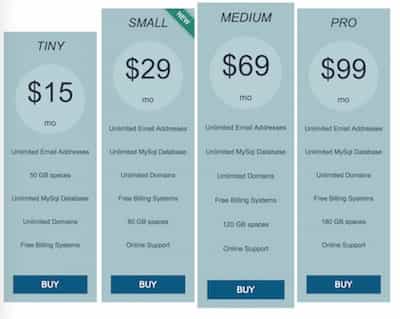 TINY
$15
mo
Unlimited Email Addresses
50 GB spaces
Unlimited MySql Database
Unlimited Domains
Free Billing Systems
BUY
SMALL
NEW
$29
mo
Unlimited Email Addresses
Unlimited MySql Database
Unlimited Domains
Free Billing Systems
80 GB spaces
Online Support
BUY
MEDIUM
$69
mo
Unlimited Email Addresses
Unlimited MySql Database
Unlimited Domains
Free Billing Systems
120 GB spaces
Online Support
BUY
PRO
$99
mo
Unlimited Email Addresses
Unlimited MySql Database
Unlimited Domains
Free Billing Systems
180 GB spaces
Online Support
BUY